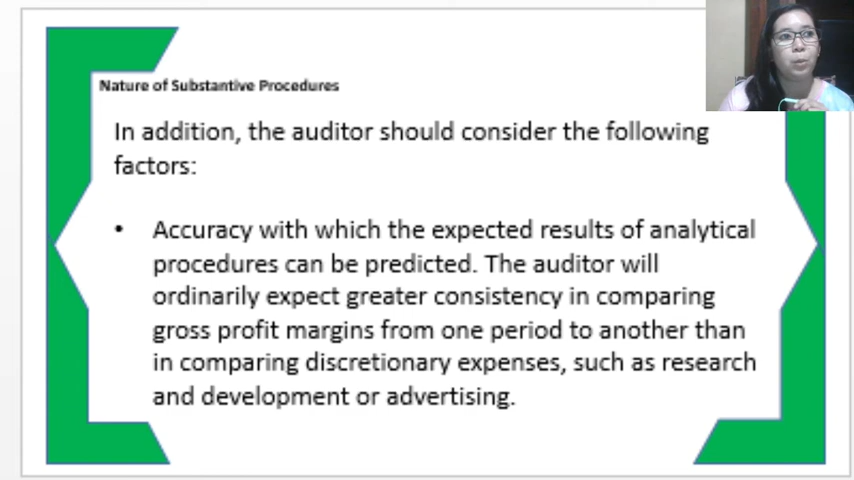 Nature of Substantive Procedures
In addition, the auditor should consider the following
factors:
• Accuracy with which the expected results of analytical
procedures can be predicted. The auditor will
ordinarily expect greater consistency in comparing
gross profit margins from one period to another than
in comparing discretionary expenses, such as research
and development or advertising.